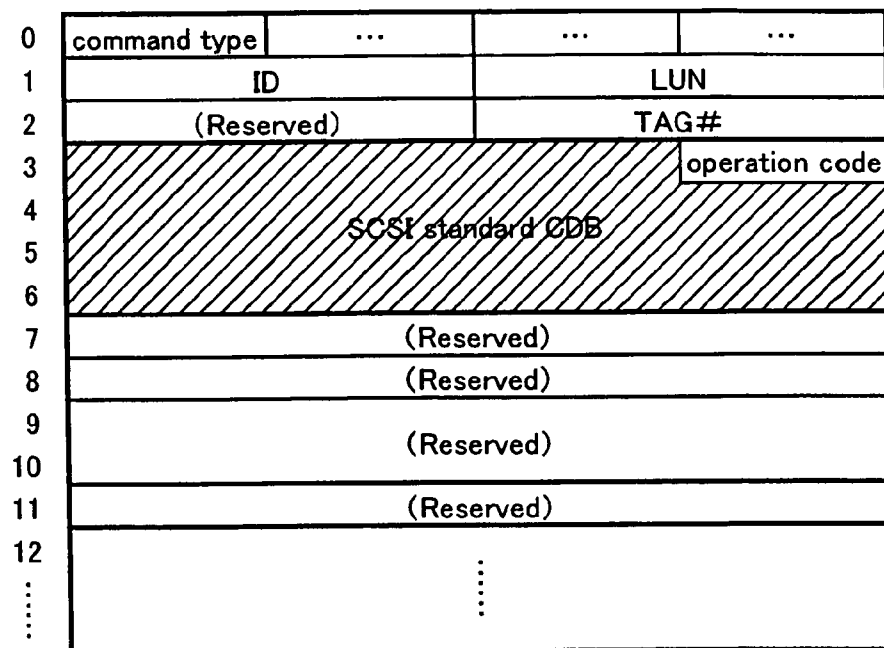 0 command type ... ... ...
1 ID LUN
2 (Reserved) TAG#
3 operation code
4 SCSI standard CDB
5
6
7 (Reserved)
8 (Reserved)
9 (Reserved)
10
11 (Reserved)
12